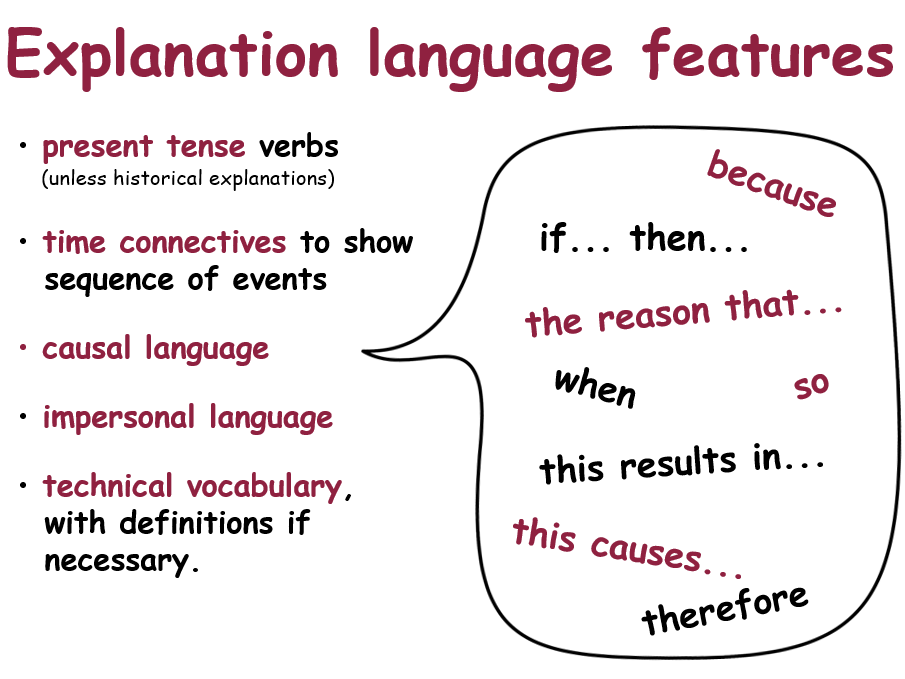 Explanation language features
• present tense verbs
(unless historical explanations)
• time connectives to show
sequence of events
• causal language
• impersonal language
• technical vocabulary,
with definitions if
necessary.
because
if... then...
the reason that...
when
so
this results in...
this causes...
therefore